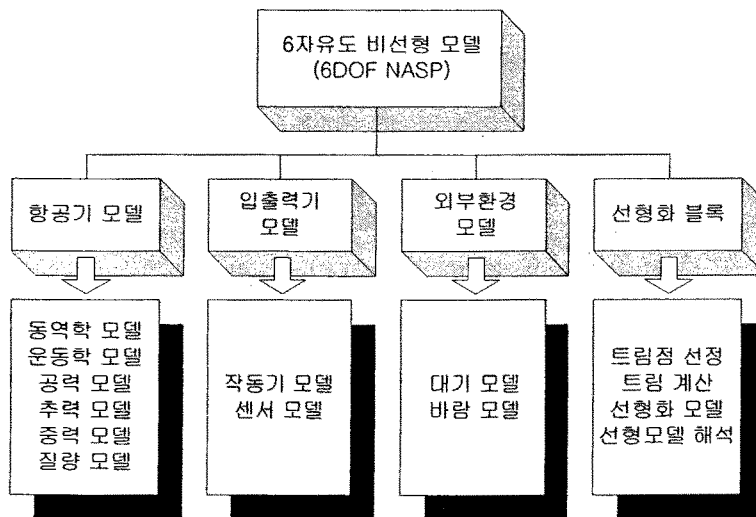 6자유도 비선형 모델
(6DOF NASP)
항공기 모델
입출력기
모델
외부환경
모델
선형화 블록
동역학 모델
운동학 모델
공력 모델
추력 모델
중력 모델
질량 모델
작동기 모델
센서 모델
대기 모델
바람 모델
트림점 선정
트림 계산
선형화 모델
선형모델 해석